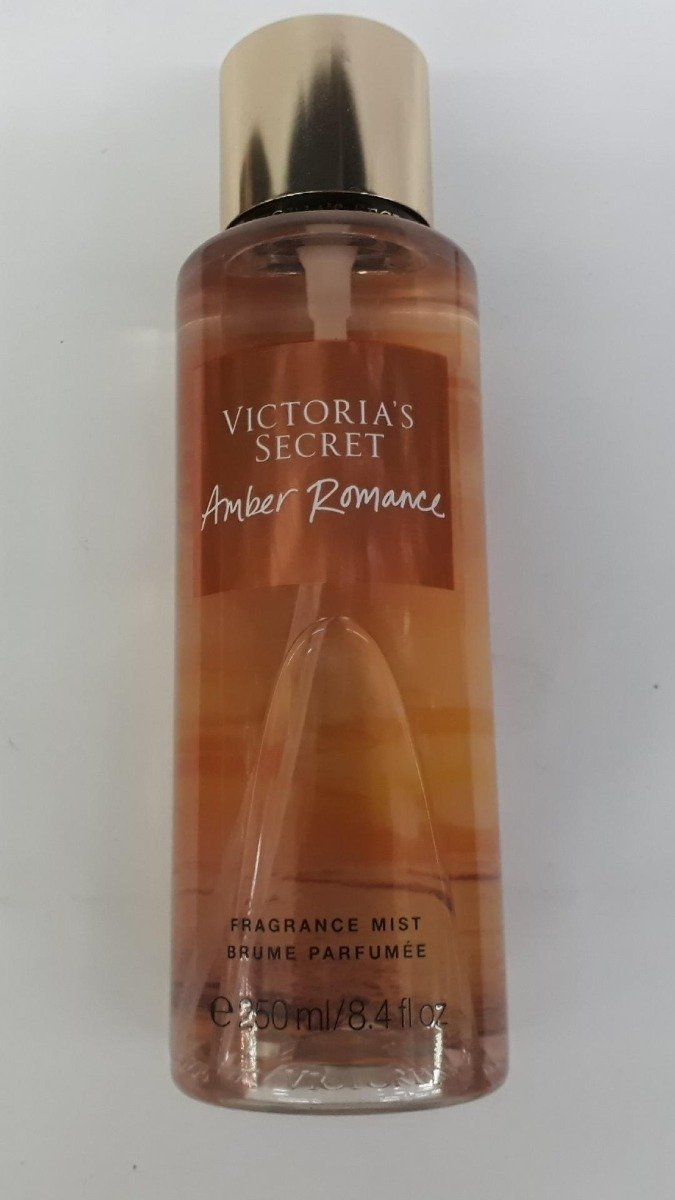 VICTORIA'S
SECRET
Amber Romance
FRAGRANCE MIST
BRUME PARFUMÉE
℮250 ml/8.4 fl oz